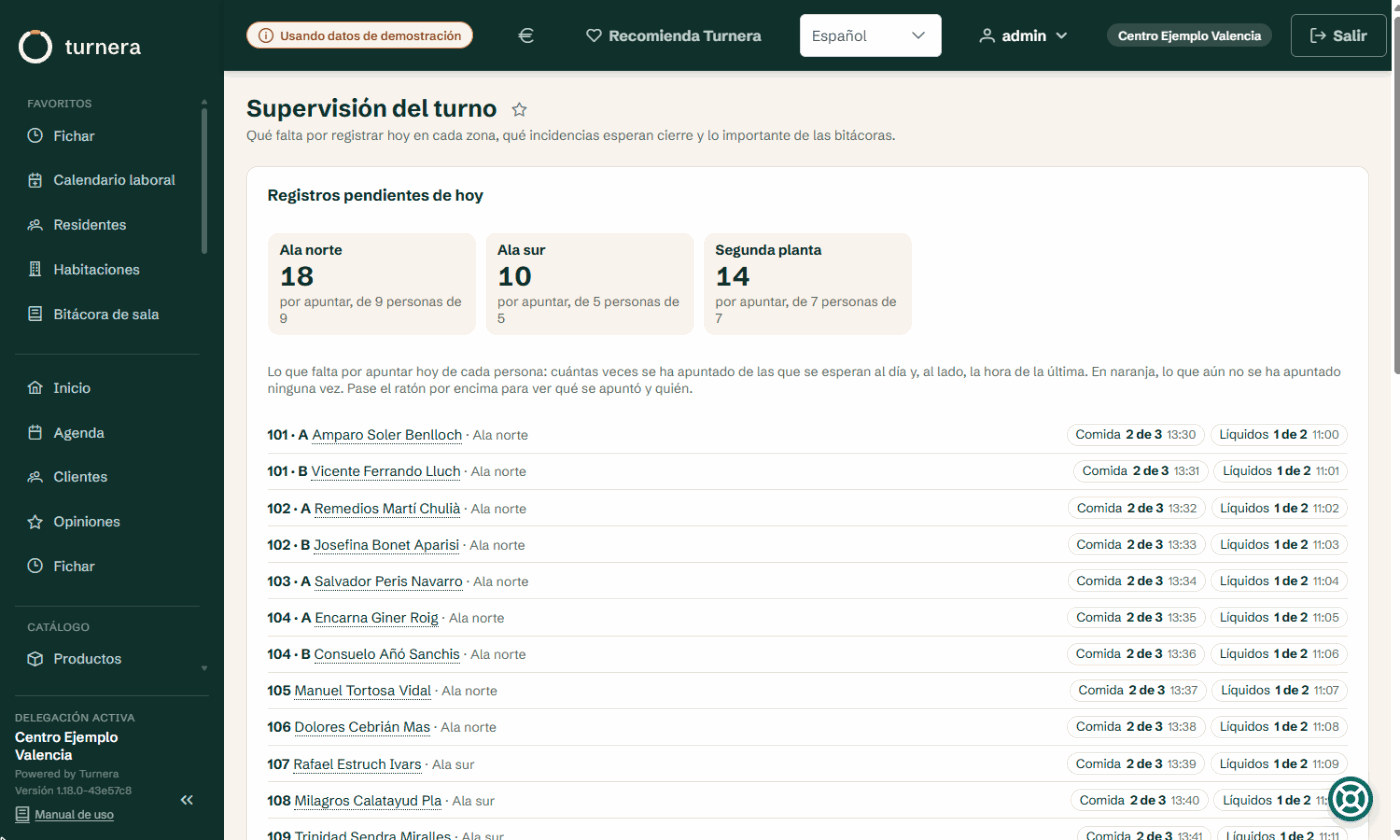 turnera
Usando datos de demostración
€
Recomienda Turnera
Español
admin
Centro Ejemplo Valencia
Salir
FAVORITOS
Fichar
Calendario laboral
Residentes
Habitaciones
Bitácora de sala
Inicio
Agenda
Clientes
Opiniones
Fichar
CATÁLOGO
Productos
DELEGACIÓN ACTIVA
Centro Ejemplo
Valencia
Powered by Turnera
Versión 1.18.0-43e57c8
Manual de uso
Supervisión del turno
Qué falta por registrar hoy en cada zona, qué incidencias esperan cierre y lo importante de las bitácoras.
Registros pendientes de hoy
Ala norte
18
por apuntar, de 9 personas de
9
Ala sur
10
por apuntar, de 5 personas de
5
Segunda planta
14
por apuntar, de 7 personas de
7
Lo que falta por apuntar hoy de cada persona: cuántas veces se ha apuntado de las que se esperan al día y, al lado, la hora de la última. En naranja, lo que aún no se ha apuntado
ninguna vez. Pase el ratón por encima para ver qué se apuntó y quién.
101 · A Amparo Soler Benlloch · Ala norte Comida 2 de 3 13:30 Líquidos 1 de 2 11:00
101 · B Vicente Ferrando Lluch · Ala norte Comida 2 de 3 13:31 Líquidos 1 de 2 11:01
102 · A Remedios Martí Chulià · Ala norte Comida 2 de 3 13:32 Líquidos 1 de 2 11:02
102 · B Josefina Bonet Aparisi · Ala norte Comida 2 de 3 13:33 Líquidos 1 de 2 11:03
103 · A Salvador Peris Navarro · Ala norte Comida 2 de 3 13:34 Líquidos 1 de 2 11:04
104 · A Encarna Giner Roig · Ala norte Comida 2 de 3 13:35 Líquidos 1 de 2 11:05
104 · B Consuelo Añó Sanchis · Ala norte Comida 2 de 3 13:36 Líquidos 1 de 2 11:06
105 Manuel Tortosa Vidal · Ala norte Comida 2 de 3 13:37 Líquidos 1 de 2 11:07
106 Dolores Cebrián Mas · Ala norte Comida 2 de 3 13:38 Líquidos 1 de 2 11:08
107 Rafael Estruch Ivars · Ala sur Comida 2 de 3 13:39 Líquidos 1 de 2 11:09
108 Milagros Calatayud Pla · Ala sur Comida 2 de 3 13:40 Líquidos 1 de 2
109 Trinidad Sendra Miralles · Ala sur Comida 2 de 3 13:41 Líquidos 1 de 2 11:11